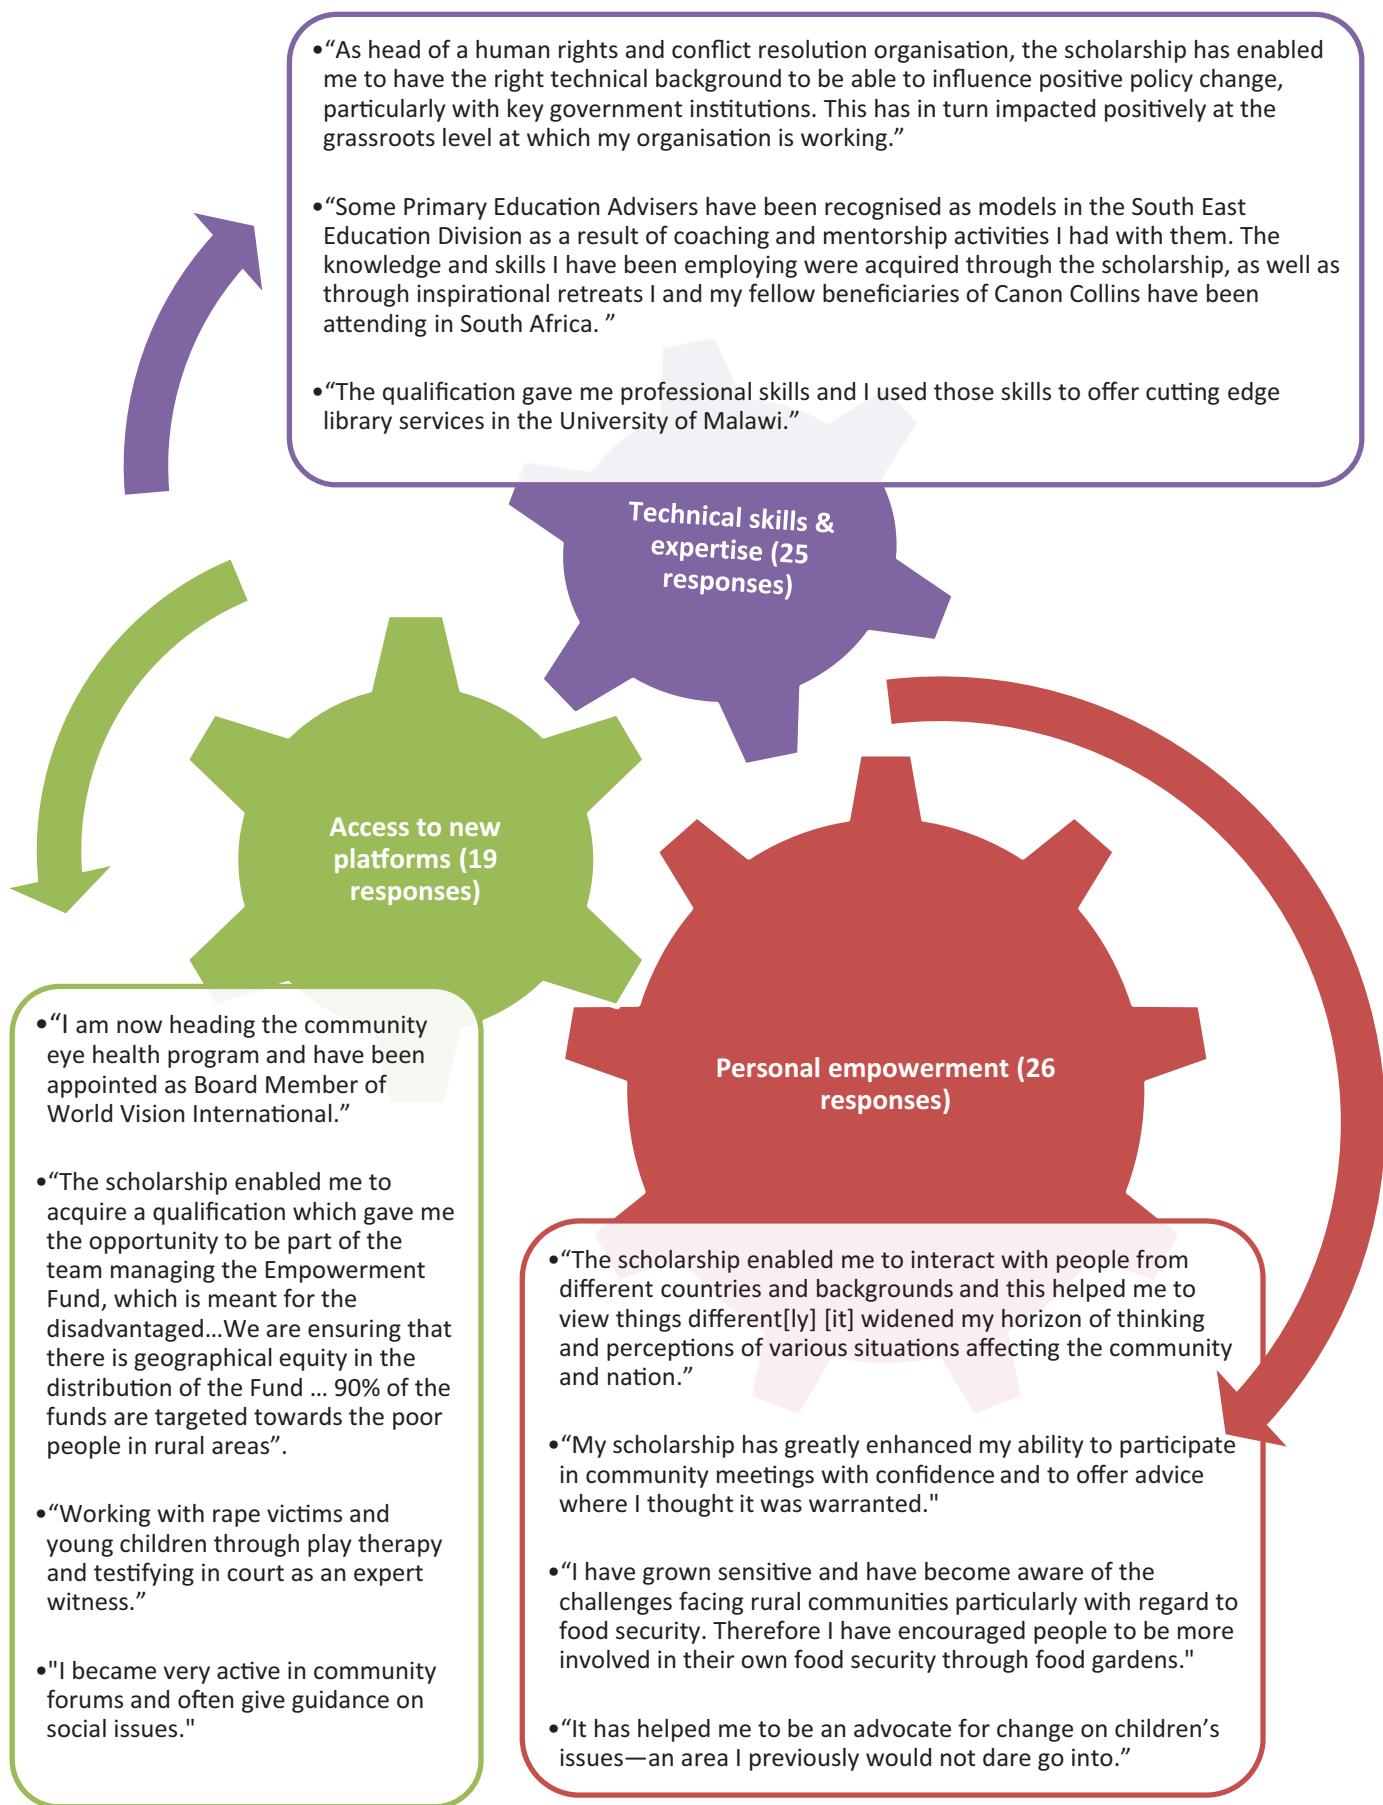 •“As head of a human rights and conflict resolution organisation, the scholarship has enabled
me to have the right technical background to be able to influence positive policy change,
particularly with key government institutions. This has in turn impacted positively at the
grassroots level at which my organisation is working.”
•“Some Primary Education Advisers have been recognised as models in the South East
Education Division as a result of coaching and mentorship activities I had with them. The
knowledge and skills I have been employing were acquired through the scholarship, as well as
through inspirational retreats I and my fellow beneficiaries of Canon Collins have been
attending in South Africa. ”
•“The qualification gave me professional skills and I used those skills to offer cutting edge
library services in the University of Malawi.”
Technical skills &
expertise (25
responses)
Access to new
platforms (19
responses)
Personal empowerment (26
responses)
•“I am now heading the community
eye health program and have been
appointed as Board Member of
World Vision International.”
•“The scholarship enabled me to
acquire a qualification which gave me
the opportunity to be part of the
team managing the Empowerment
Fund, which is meant for the
disadvantaged...We are ensuring that
there is geographical equity in the
distribution of the Fund ... 90% of the
funds are targeted towards the poor
people in rural areas”.
•“Working with rape victims and
young children through play therapy
and testifying in court as an expert
witness.”
•"I became very active in community
forums and often give guidance on
social issues."
•“The scholarship enabled me to interact with people from
different countries and backgrounds and this helped me to
view things different[ly] [it] widened my horizon of thinking
and perceptions of various situations affecting the community
and nation.”
•“My scholarship has greatly enhanced my ability to participate
in community meetings with confidence and to offer advice
where I thought it was warranted."
•“I have grown sensitive and have become aware of the
challenges facing rural communities particularly with regard to
food security. Therefore I have encouraged people to be more
involved in their own food security through food gardens."
•“It has helped me to be an advocate for change on children’s
issues—an area I previously would not dare go into.”